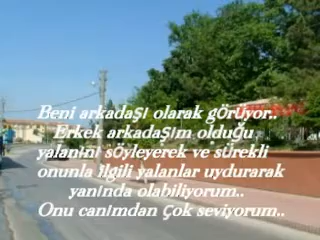 Beni arkadaşı olarak görüyor..
Erkek arkadaşım olduğu
yalanını söyleyerek ve sürekli
onunla ilgili yalanlar uydurarak
yanında olabiliyorum..
Onu canımdan çok seviyorum..